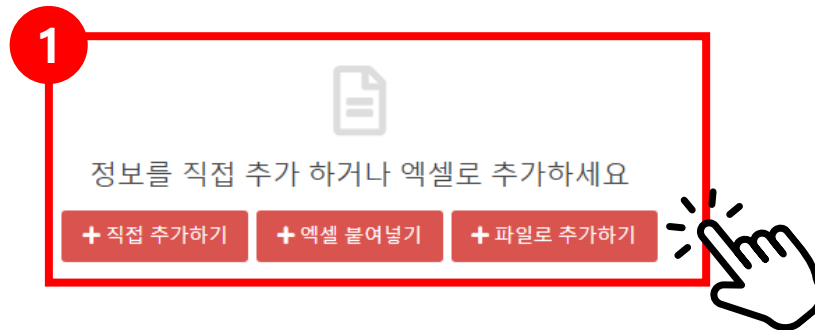 1
정보를 직접 추가 하거나 엑셀로 추가하세요
+ 직접 추가하기 + 엑셀 붙여넣기 + 파일로 추가하기